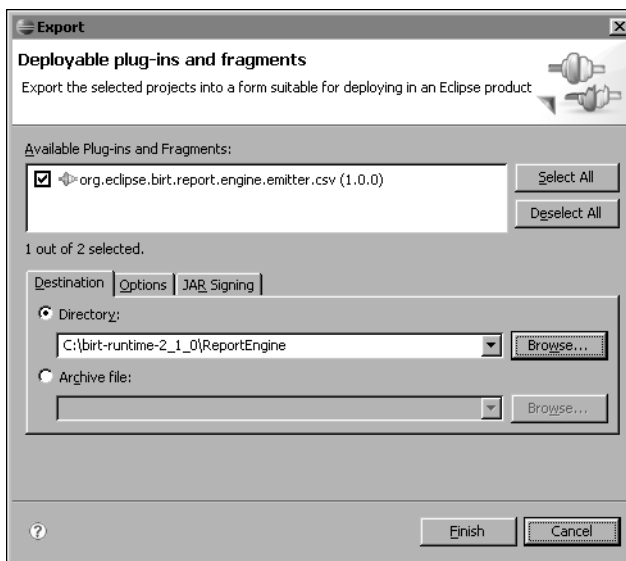 Export
Deployable plug-ins and fragments
Export the selected projects into a form suitable for deploying in an Eclipse product
Available Plug-ins and Fragments:
org.eclipse.birt.report.engine.emitter.csv (1.0.0)
Select All
Deselect All
1 out of 2 selected.
Destination Options JAR Signing
Directory:
C:\birt-runtime-2_1_0\ReportEngine
Browse...
Archive file:
Browse...
?
Finish Cancel